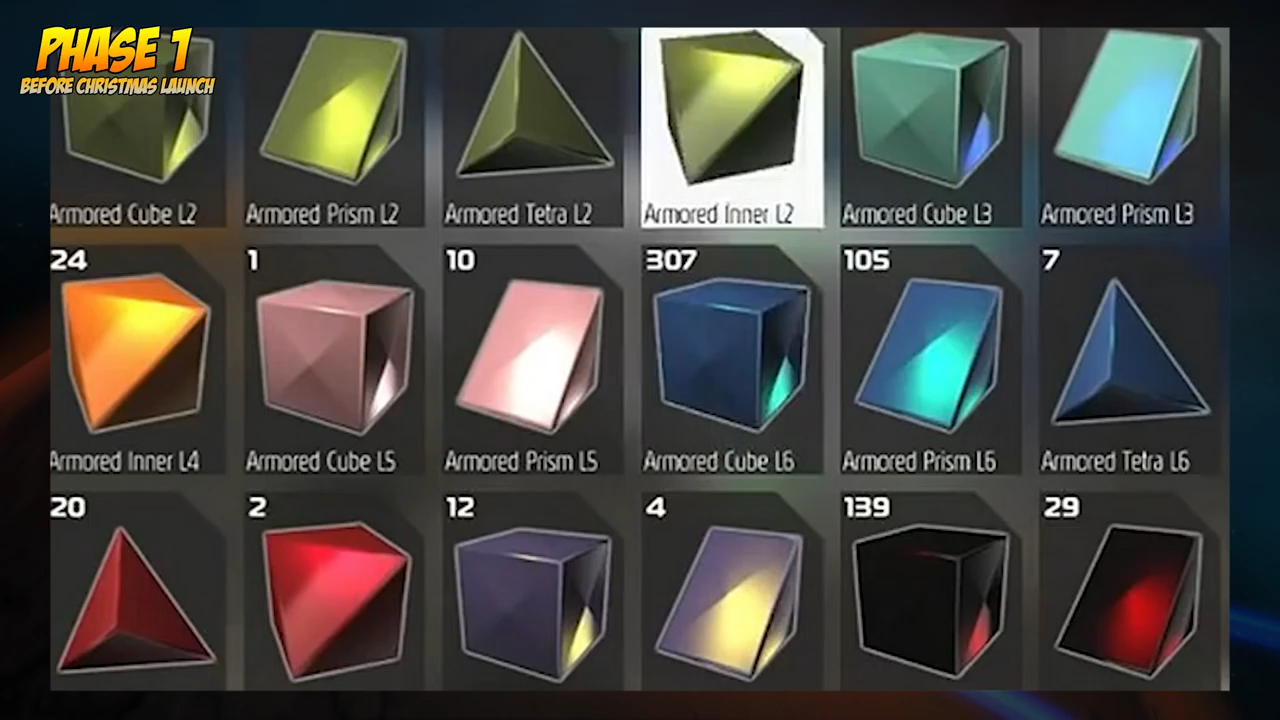 PHASE 1
BEFORE CHRISTMAS LAUNCH
Armored Cube L2
Armored Prism L2
Armored Tetra L2
Armored Inner L2
Armored Cube L3
Armored Prism L3
24
1
10
307
105
7
Armored Inner L4
Armored Cube L5
Armored Prism L5
Armored Cube L6
Armored Prism L6
Armored Tetra L6
20
2
12
4
139
29